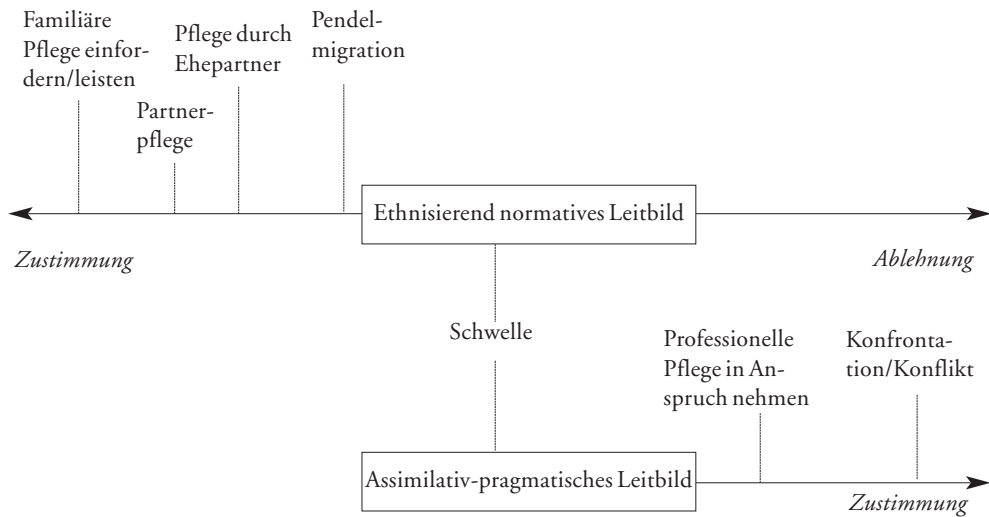 Familiäre
Pflege einfor-
dern/leisten
Partner-
pflege
Pflege durch
Ehepartner
Pendel-
migration
Ethnisierend normatives Leitbild
Zustimmung
Ablehnung
Schwelle
Professionelle
Pflege in An-
spruch nehmen
Konfronta-
tion/Konflikt
Assimilativ-pragmatisches Leitbild
Zustimmung